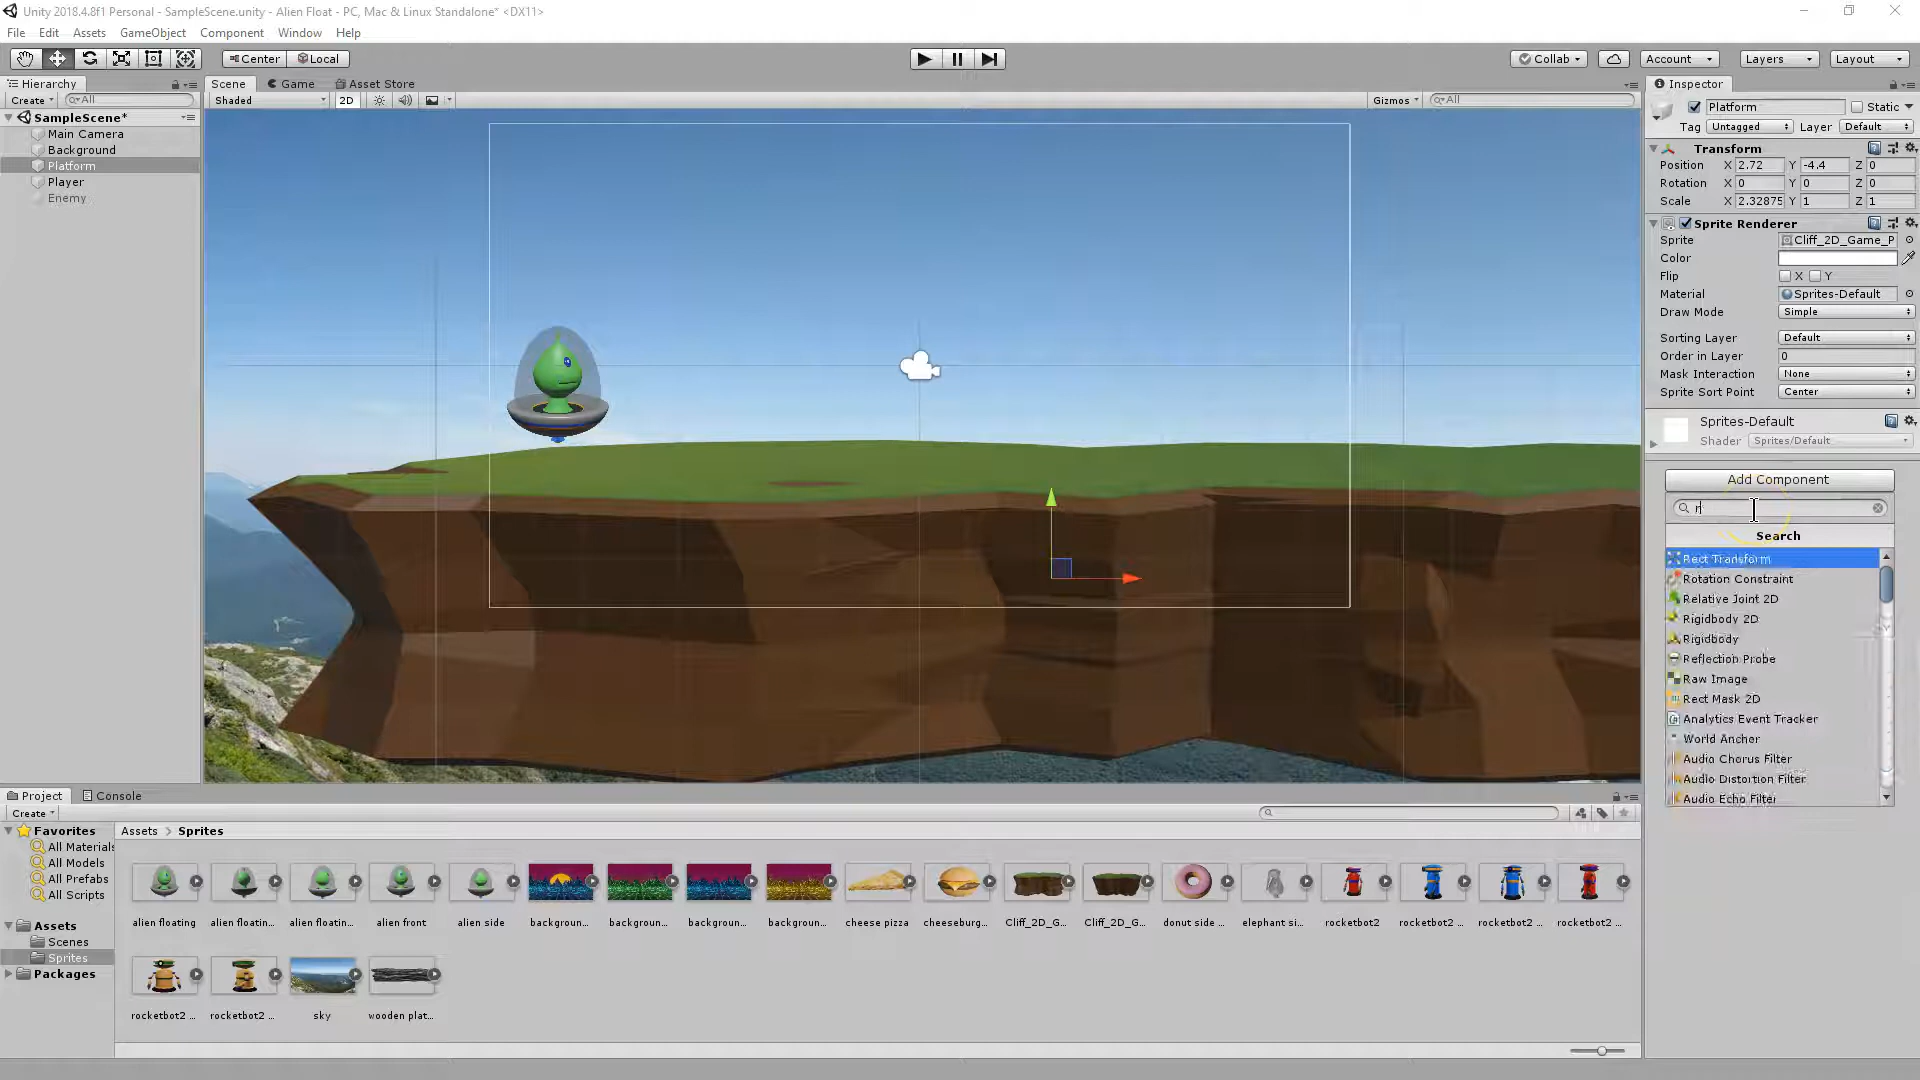 Unity 2018.4.8f1 Personal - SampleScene.unity - Alien Float - PC, Mac & Linux Standalone* <DX11>
File Edit Assets GameObject Component Window Help
Center Local Collab Account Layers Layout
Hierarchy
Create All
SampleScene*
Main Camera
Background
Platform
Player
Enemy
Scene Game Asset Store
Shaded 2D Gizmos All
Inspector
Platform Static
Tag Untagged Layer Default
Transform
Position X 2.72 Y -4.4 Z 0
Rotation X 0 Y 0 Z 0
Scale X 2.32875 Y 1 Z 1
Sprite Renderer
Sprite Cliff_2D_Game_P
Color
Flip X Y
Material Sprites-Default
Draw Mode Simple
Sorting Layer Default
Order in Layer 0
Mask Interaction None
Sprite Sort Point Center
Sprites-Default
Shader Sprites/Default
Add Component
r
Search
Rect Transform
Rotation Constraint
Relative Joint 2D
Rigidbody 2D
Rigidbody
Reflection Probe
Raw Image
Rect Mask 2D
Analytics Event Tracker
World Anchor
Audio Chorus Filter
Audio Distortion Filter
Audio Echo Filter
Project Console
Create
Favorites
All Materials
All Models
All Prefabs
All Scripts
Assets
Scenes
Sprites
Packages
Assets > Sprites
alien floating alien floatin... alien floatin... alien front alien side backgroun... backgroun... backgroun... backgroun... cheese pizza cheeseburg... Cliff_2D_G... Cliff_2D_G... donut side ... elephant si... rocketbot2 rocketbot2 ... rocketbot2 ... rocketbot2 ...
rocketbot2 ... rocketbot2 ... sky wooden plat...